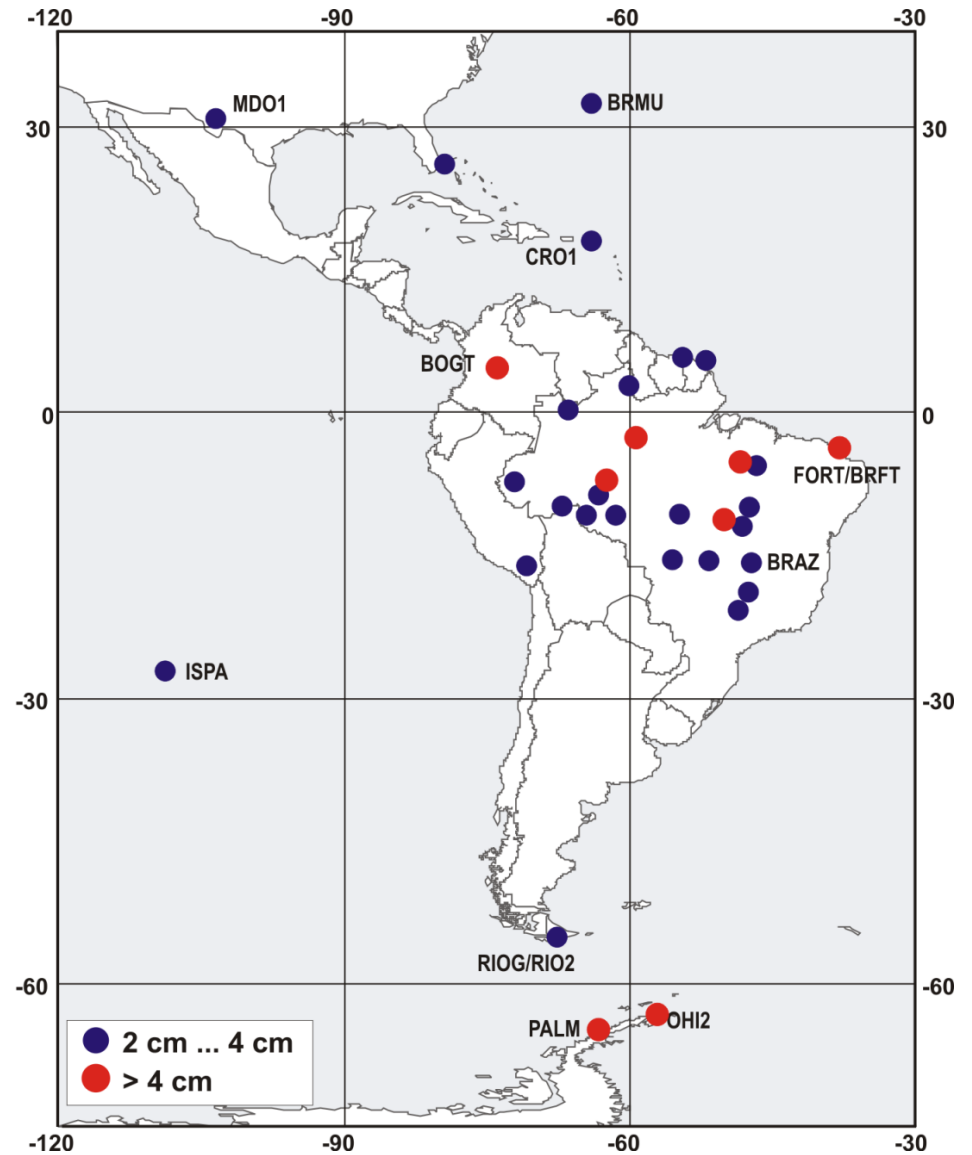 -120 -90 -60 -30
MDO1
BRMU
30 30
CRO1
BOGT
0 0
FORT/BRFT
BRAZ
ISPA
-30 -30
RIOG/RIO2
-60 -60
PALM OHI2
2 cm ... 4 cm
> 4 cm
-120 -90 -60 -30